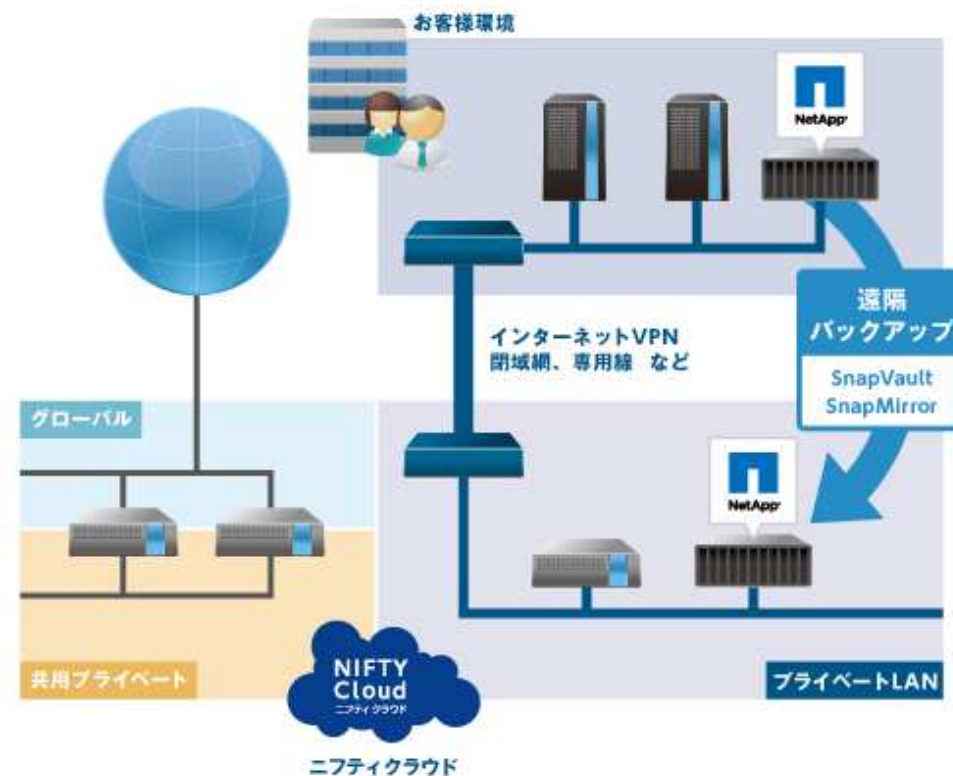 お客様環境
NetApp
遠隔
バックアップ
SnapVault
SnapMirror
インターネットVPN
閉域網、専用線 など
グローバル
NetApp
共用プライベート
NIFTY
Cloud
ニフティクラウド
プライベートLAN
ニフティクラウド